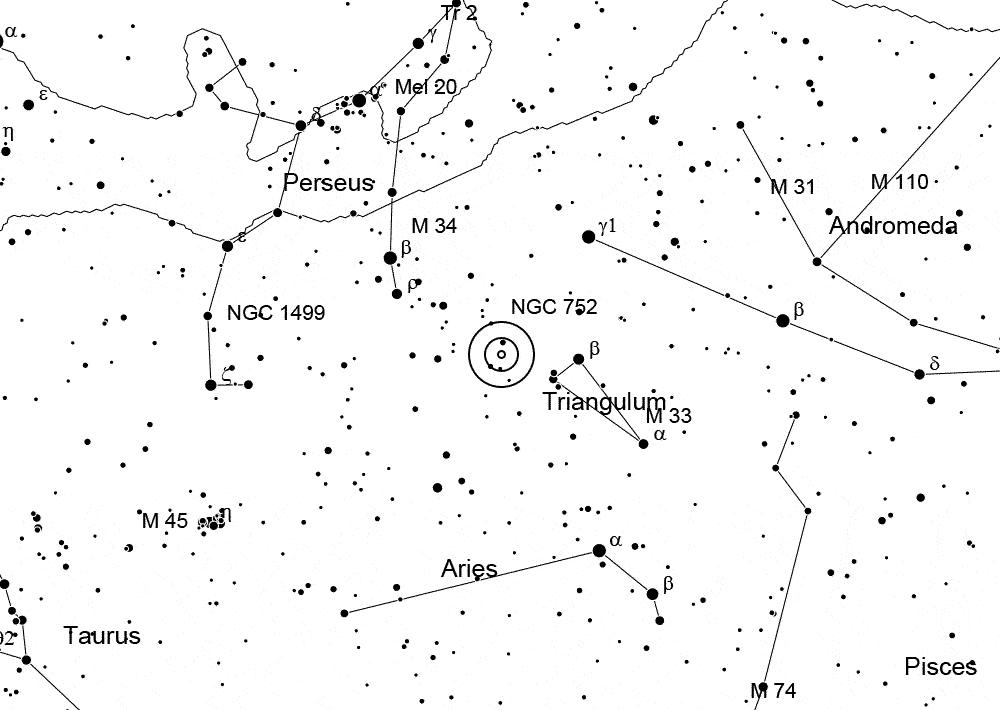 Tr 2
α
γ
ε
α
Mel 20
δ
η
Perseus
M 31
M 110
γ1
M 34
Andromeda
ε
β
ρ
NGC 1499
NGC 752
β
β
ζ
δ
Triangulum
M 33
α
M 45
η
α
Aries
β
θ2
Taurus
Pisces
M 74